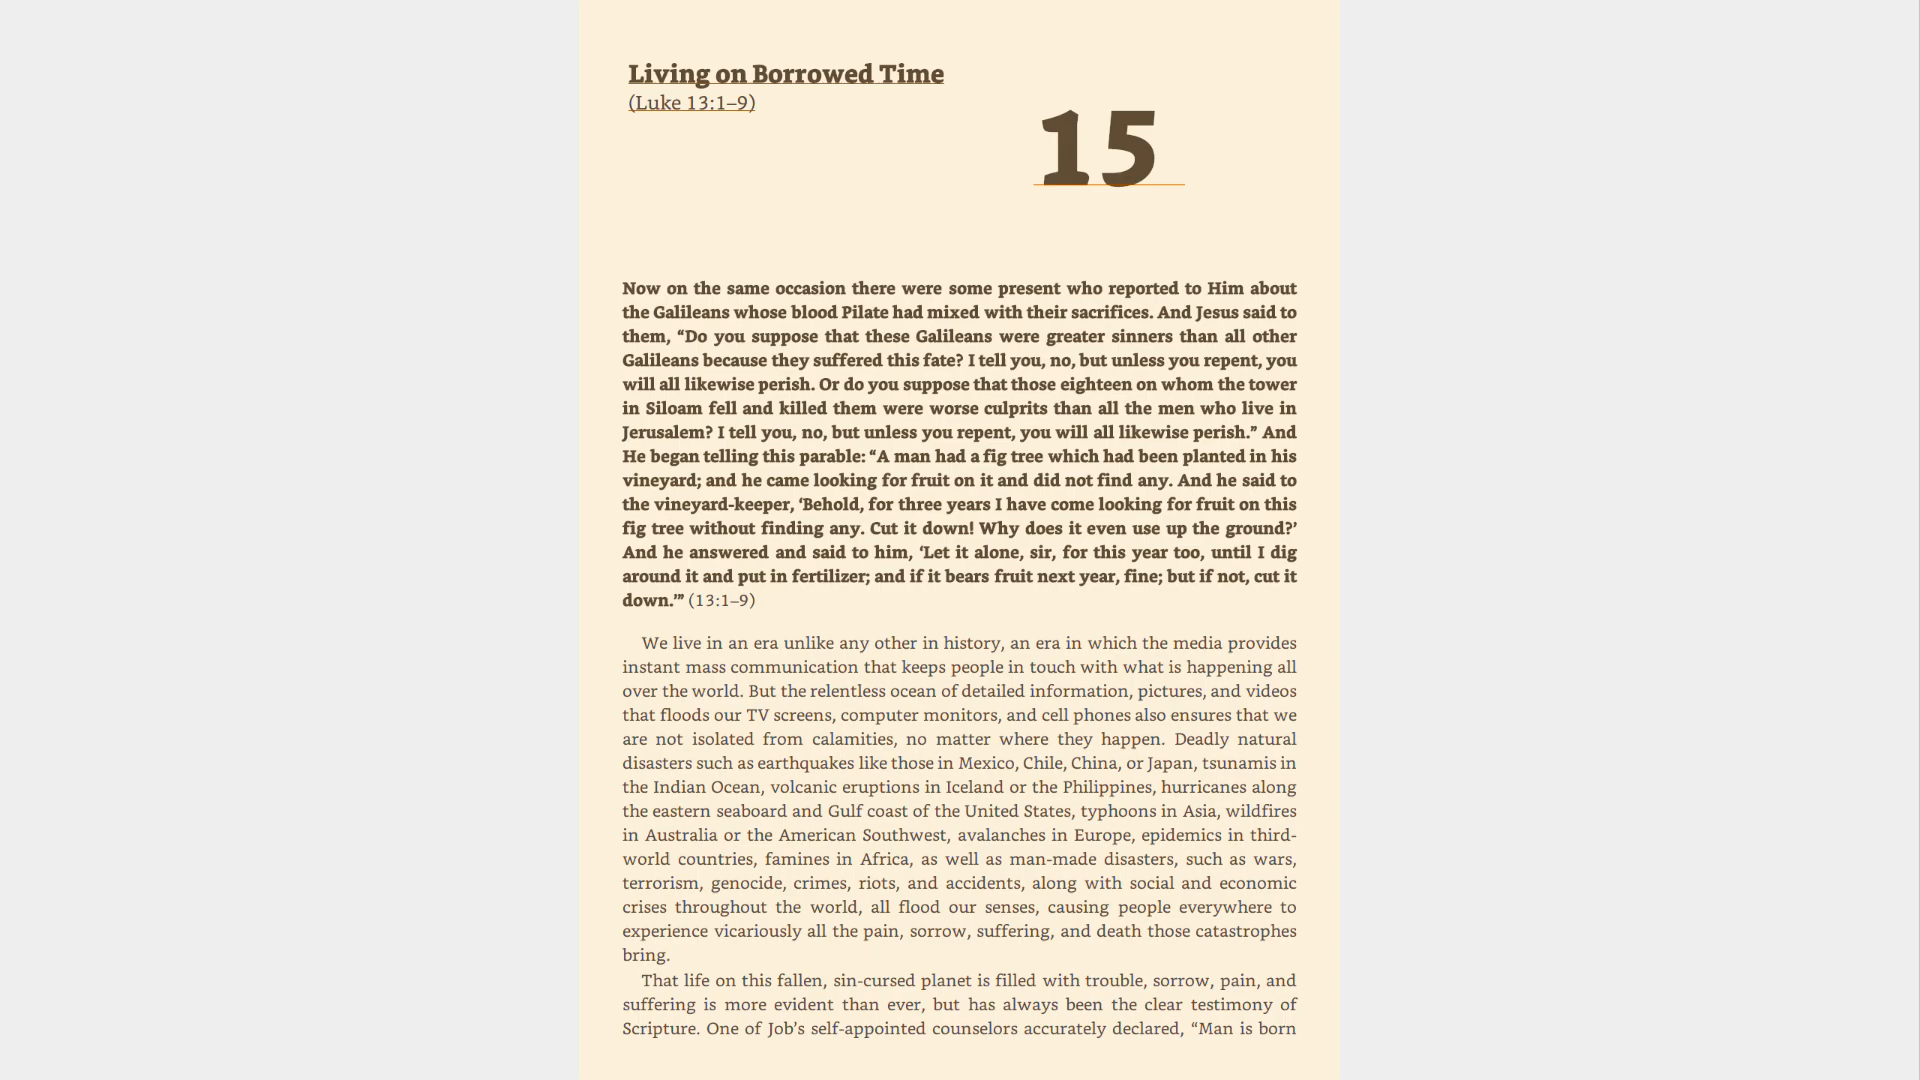 Living on Borrowed Time
(Luke 13:1–9)
15
Now on the same occasion there were some present who reported to Him about
the Galileans whose blood Pilate had mixed with their sacrifices. And Jesus said to
them, “Do you suppose that these Galileans were greater sinners than all other
Galileans because they suffered this fate? I tell you, no, but unless you repent, you
will all likewise perish. Or do you suppose that those eighteen on whom the tower
in Siloam fell and killed them were worse culprits than all the men who live in
Jerusalem? I tell you, no, but unless you repent, you will all likewise perish.” And
He began telling this parable: “A man had a fig tree which had been planted in his
vineyard; and he came looking for fruit on it and did not find any. And he said to
the vineyard-keeper, ‘Behold, for three years I have come looking for fruit on this
fig tree without finding any. Cut it down! Why does it even use up the ground?’
And he answered and said to him, ‘Let it alone, sir, for this year too, until I dig
around it and put in fertilizer; and if it bears fruit next year, fine; but if not, cut it
down.’” (13:1–9)
We live in an era unlike any other in history, an era in which the media provides
instant mass communication that keeps people in touch with what is happening all
over the world. But the relentless ocean of detailed information, pictures, and videos
that floods our TV screens, computer monitors, and cell phones also ensures that we
are not isolated from calamities, no matter where they happen. Deadly natural
disasters such as earthquakes like those in Mexico, Chile, China, or Japan, tsunamis in
the Indian Ocean, volcanic eruptions in Iceland or the Philippines, hurricanes along
the eastern seaboard and Gulf coast of the United States, typhoons in Asia, wildfires
in Australia or the American Southwest, avalanches in Europe, epidemics in third-
world countries, famines in Africa, as well as man-made disasters, such as wars,
terrorism, genocide, crimes, riots, and accidents, along with social and economic
crises throughout the world, all flood our senses, causing people everywhere to
experience vicariously all the pain, sorrow, suffering, and death those catastrophes
bring.
That life on this fallen, sin-cursed planet is filled with trouble, sorrow, pain, and
suffering is more evident than ever, but has always been the clear testimony of
Scripture. One of Job’s self-appointed counselors accurately declared, “Man is born